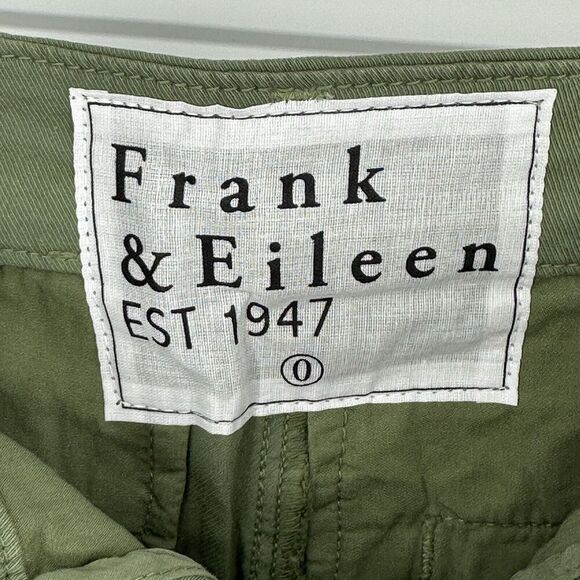 Frank
& Eileen
EST 1947
0